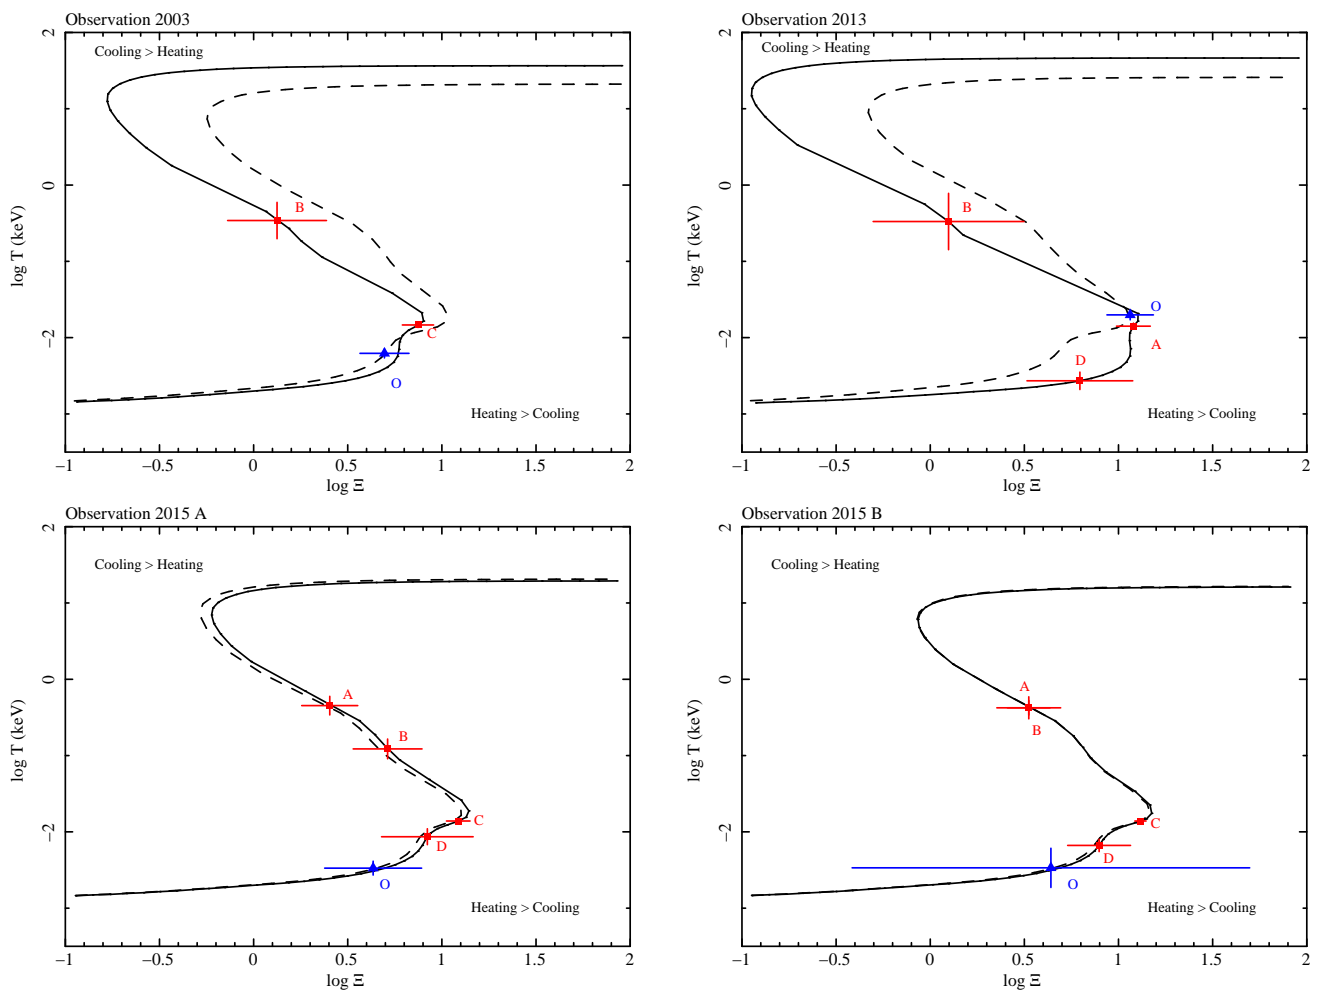 Observation 2003
2
Cooling > Heating
B
0
log T (keV)
C
−2
O
Heating > Cooling
−1 −0.5 0 0.5 1 1.5 2
log Ξ
Observation 2013
2
Cooling > Heating
B
0
log T (keV)
O
−2
A
D
Heating > Cooling
−1 −0.5 0 0.5 1 1.5 2
log Ξ
Observation 2015 A
2
Cooling > Heating
A
0
B
log T (keV)
C
−2
D
O
Heating > Cooling
−1 −0.5 0 0.5 1 1.5 2
log Ξ
Observation 2015 B
2
Cooling > Heating
A
0
B
log T (keV)
C
−2
D
O
Heating > Cooling
−1 −0.5 0 0.5 1 1.5 2
log Ξ